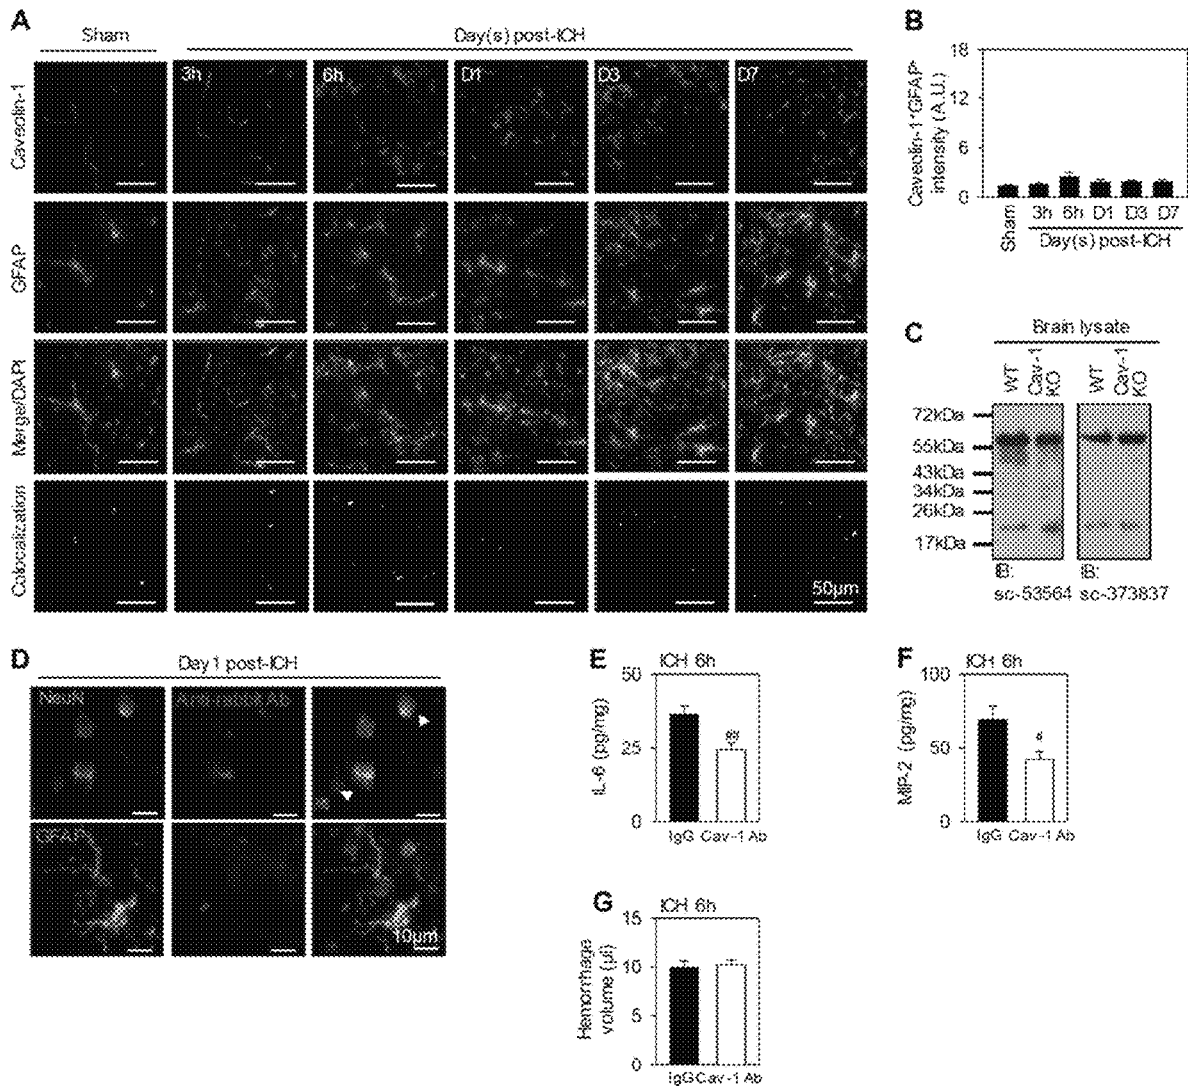 A
Sham
Day(s) post-ICH
3h
6h
D1
D3
D7
Caveolin-1
GFAP
Merge/DAPI
Colocalization
50μm
B
Caveolin-1+GFAP+
intensity (A.U.)
18
12
6
0
Sham
3h
6h
D1
D3
D7
Day(s) post-ICH
C
Brain lysate
WT
Cav-1
KO
WT
Cav-1
KO
72kDa
55kDa
43kDa
34kDa
26kDa
17kDa
IB:
sc-53564
IB:
sc-373837
D
Day1 post-ICH
NeuN
Ab
GFAP
10μm
E
ICH 6h
IL-6 (pg/mg)
50
25
0
IgG
Cav-1 Ab
F
ICH 6h
MIP-2 (pg/mg)
100
50
0
IgG
Cav-1 Ab
G
ICH 6h
Hemorrhage
volume (μl)
15
10
5
0
IgG
Cav-1 Ab